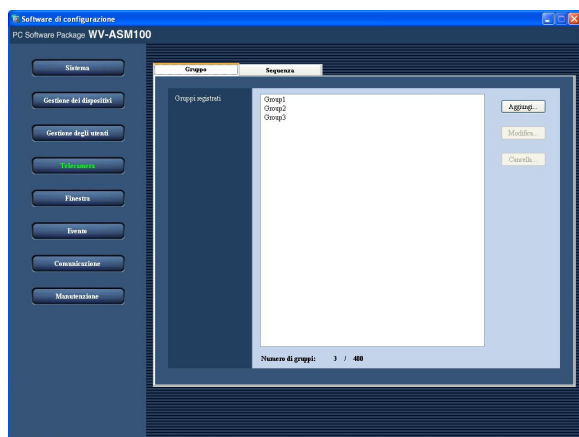 Software di configurazione
PC Software Package WV-ASM100
Sistema
Gestione dei dispositivi
Gestione degli utenti
Telecamera
Finestra
Evento
Comunicazione
Manutenzione
Gruppo
Sequenza
Gruppi registrati
Group1
Group2
Group3
Aggiungi...
Modifica...
Cancella...
Numero di gruppi: 3 / 400